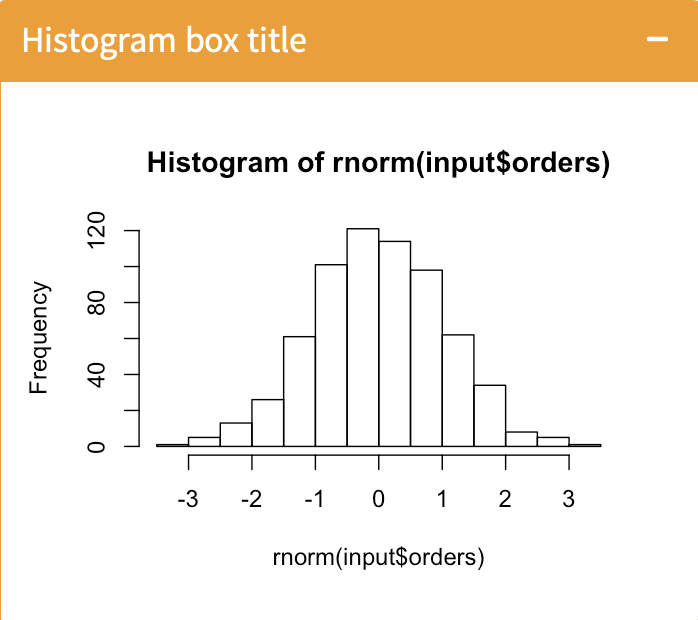 Histogram box title
Histogram of rnorm(input$orders)
Frequency
120
80
40
0
-3 -2 -1 0 1 2 3
rnorm(input$orders)